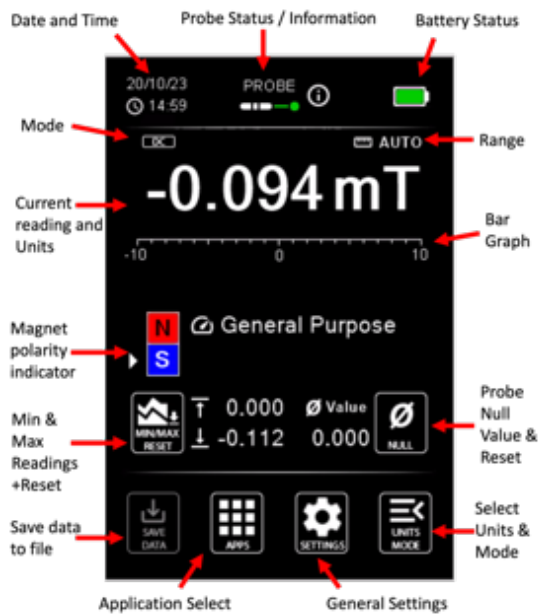 Date and Time
Probe Status / Information
Battery Status
20/10/23
14:59
PROBE
Mode
DC
AUTO
Range
-0.094 mT
Current
reading and
Units
Bar
Graph
-10
0
10
Magnet
polarity
indicator
N
S
General Purpose
Min &
Max
Readings
+Reset
MIN/MAX
RESET
0.000
-0.112
Ø Value
0.000
Ø
NULL
Probe
Null
Value &
Reset
Save data
to file
SAVE
DATA
APPS
SETTINGS
UNITS
MODE
Select
Units &
Mode
Application Select
General Settings